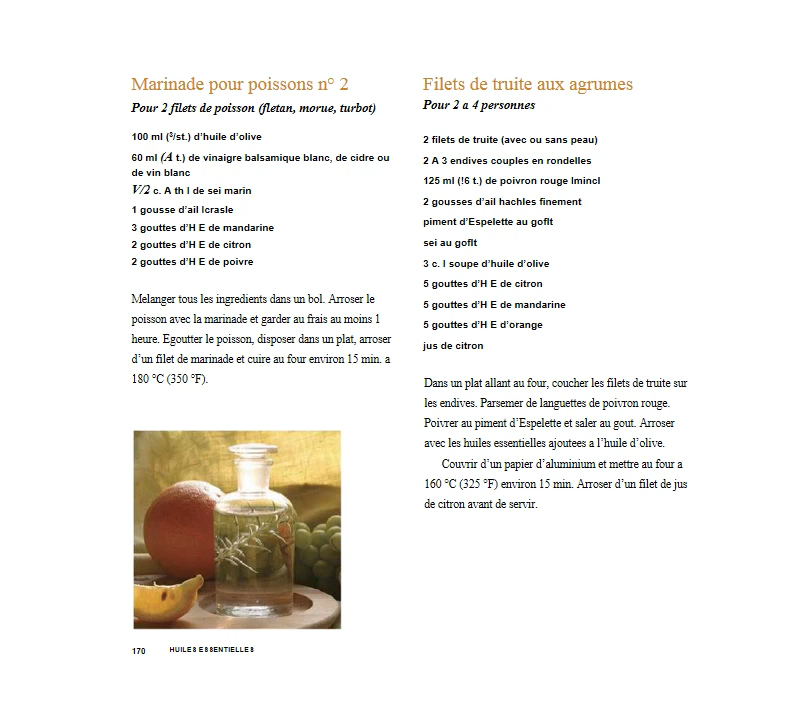 Marinade pour poissons n° 2
Pour 2 filets de poisson (fletan, morue, turbot)
100 ml (⁸/st.) d’huile d’olive
60 ml (A t.) de vinaigre balsamique blanc, de cidre ou
de vin blanc
V/2 c. A th I de sei marin
1 gousse d’ail Icrasle
3 gouttes d’H E de mandarine
2 gouttes d’H E de citron
2 gouttes d’H E de poivre
Melanger tous les ingredients dans un bol. Arroser le
poisson avec la marinade et garder au frais au moins 1
heure. Egoutter le poisson, disposer dans un plat, arroser
d’un filet de marinade et cuire au four environ 15 min. a
180 °C (350 °F).
170 HUILES ESSENTIELLES
Filets de truite aux agrumes
Pour 2 a 4 personnes
2 filets de truite (avec ou sans peau)
2 A 3 endives couples en rondelles
125 ml (!6 t.) de poivron rouge Imincl
2 gousses d’ail hachles finement
piment d’Espelette au goflt
sei au goflt
3 c. I soupe d’huile d’olive
5 gouttes d’H E de citron
5 gouttes d’H E de mandarine
5 gouttes d’H E d’orange
jus de citron
Dans un plat allant au four, coucher les filets de truite sur
les endives. Parsemer de languettes de poivron rouge.
Poivrer au piment d’Espelette et saler au gout. Arroser
avec les huiles essentielles ajoutees a l’huile d’olive.
Couvrir d’un papier d’aluminium et mettre au four a
160 °C (325 °F) environ 15 min. Arroser d’un filet de jus
de citron avant de servir.